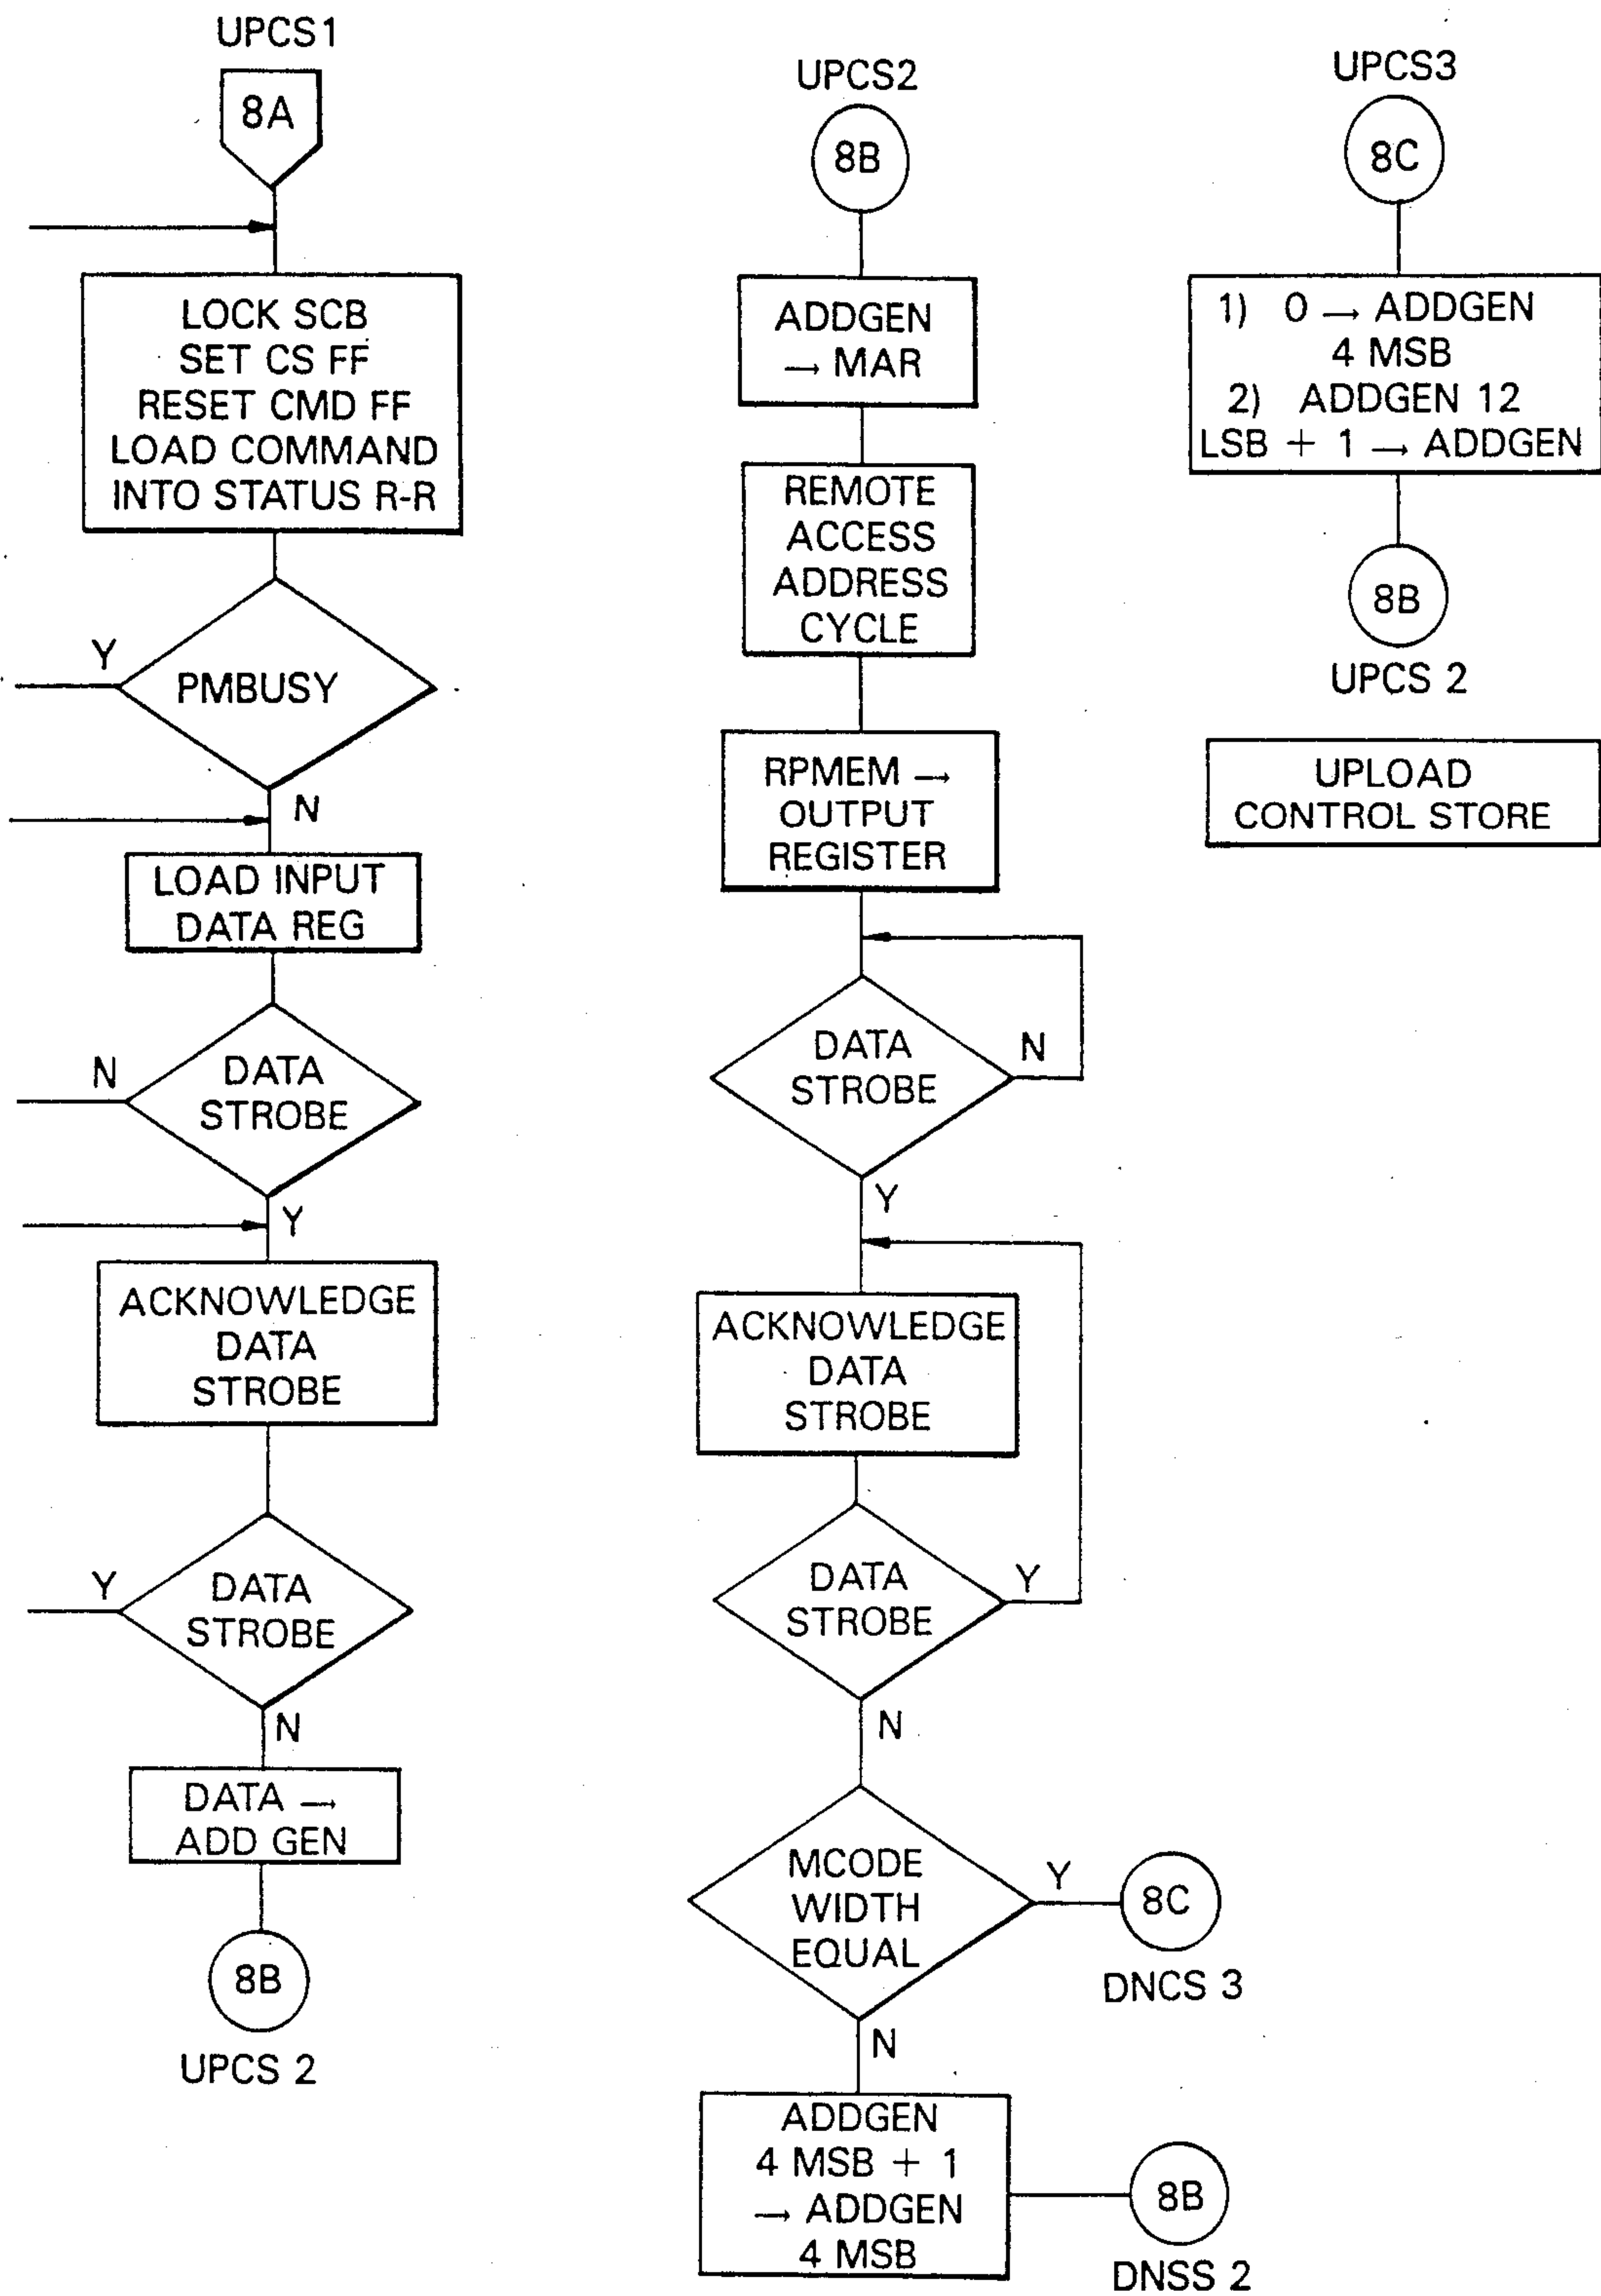 UPCS1
8A
LOCK SCB
SET CS FF
RESET CMD FF
LOAD COMMAND
INTO STATUS R-R
Y
PMBUSY
N
LOAD INPUT
DATA REG
N
DATA
STROBE
Y
ACKNOWLEDGE
DATA
STROBE
Y
DATA
STROBE
N
DATA →
ADD GEN
8B
UPCS 2
UPCS2
8B
ADDGEN
→ MAR
REMOTE
ACCESS
ADDRESS
CYCLE
RPMEM →
OUTPUT
REGISTER
DATA
STROBE
N
Y
ACKNOWLEDGE
DATA
STROBE
DATA
STROBE
Y
N
MCODE
WIDTH
EQUAL
Y
8C
DNCS 3
N
ADDGEN
4 MSB + 1
→ ADDGEN
4 MSB
8B
DNSS 2
UPCS3
8C
1) 0 → ADDGEN
4 MSB
2) ADDGEN 12
LSB + 1 → ADDGEN
8B
UPCS 2
UPLOAD
CONTROL STORE